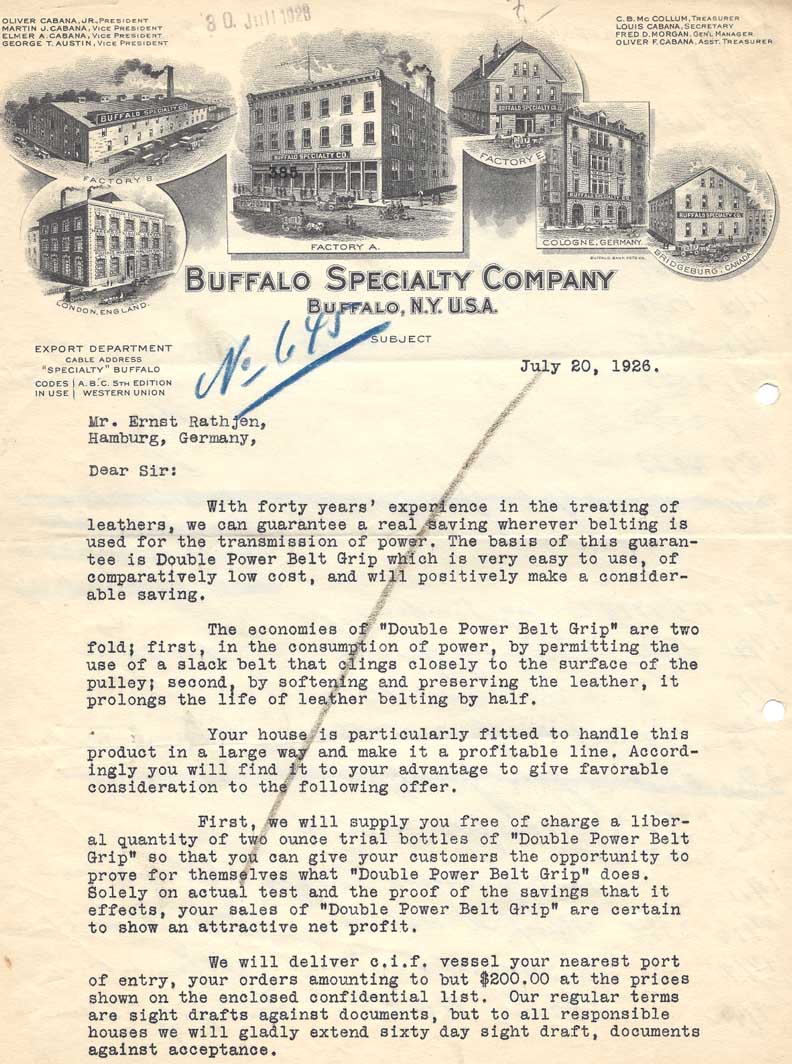 OLIVER CABANA, JR., PRESIDENT
MARTIN J. CABANA, VICE PRESIDENT
ELMER A. CABANA, VICE PRESIDENT
GEORGE T. AUSTIN, VICE PRESIDENT
30. Juli 1926
C. B. MC COLLUM, TREASURER
LOUIS CABANA, SECRETARY
FRED D. MORGAN, GEN'L MANAGER
OLIVER F. CABANA, ASST. TREASURER
BUFFALO SPECIALTY CO.
FACTORY B
BUFFALO SPECIALTY CO.
385
FACTORY A.
BUFFALO SPECIALTY CO.
FACTORY E.
BUFFALO SPECIALTY CO.
COLOGNE, GERMANY
BUFFALO SPECIALTY CO.
BRIDGEBURG, CANADA
LONDON, ENGLAND.
BUFFALO BANK NOTE CO.
BUFFALO SPECIALTY COMPANY
BUFFALO, N.Y. U.S.A.
SUBJECT
No 645
EXPORT DEPARTMENT
CABLE ADDRESS
"SPECIALTY" BUFFALO
CODES IN USE | A.B.C. 5TH EDITION
WESTERN UNION
July 20, 1926.
Mr. Ernst Rathjen,
Hamburg, Germany,
Dear Sir:
With forty years' experience in the treating of
leathers, we can guarantee a real saving wherever belting is
used for the transmission of power. The basis of this guaran-
tee is Double Power Belt Grip which is very easy to use, of
comparatively low cost, and will positively make a consider-
able saving.
The economies of "Double Power Belt Grip" are two
fold; first, in the consumption of power, by permitting the
use of a slack belt that clings closely to the surface of the
pulley; second, by softening and preserving the leather, it
prolongs the life of leather belting by half.
Your house is particularly fitted to handle this
product in a large way and make it a profitable line. Accord-
ingly you will find it to your advantage to give favorable
consideration to the following offer.
First, we will supply you free of charge a liber-
al quantity of two ounce trial bottles of "Double Power Belt
Grip" so that you can give your customers the opportunity to
prove for themselves what "Double Power Belt Grip" does.
Solely on actual test and the proof of the savings that it
effects, your sales of "Double Power Belt Grip" are certain
to show an attractive net profit.
We will deliver c.i.f. vessel your nearest port
of entry, your orders amounting to but $200.00 at the prices
shown on the enclosed confidential list. Our regular terms
are sight drafts against documents, but to all responsible
houses we will gladly extend sixty day sight draft, documents
against acceptance.